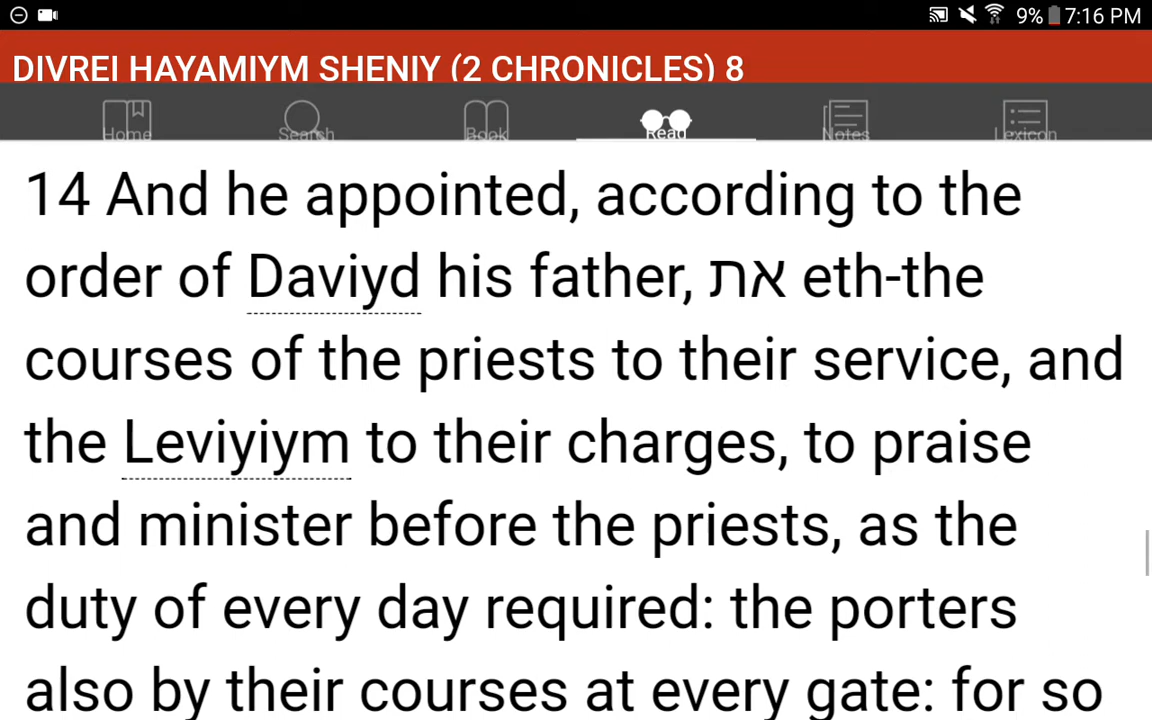 9% 7:16 PM
DIVREI HAYAMIYM SHENIY (2 CHRONICLES) 8
Home Search Book Read Notes Lexicon
14 And he appointed, according to the
order of Daviyd his father, את eth-the
courses of the priests to their service, and
the Leviyiym to their charges, to praise
and minister before the priests, as the
duty of every day required: the porters
also by their courses at every gate: for so